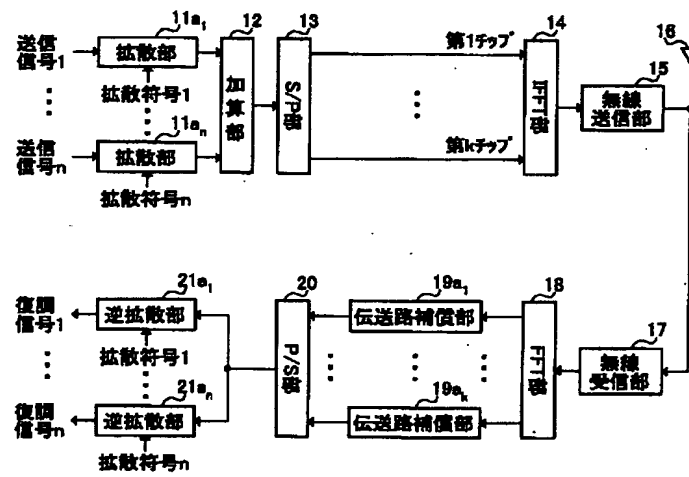 送信
信号1
11a1
拡散部
拡散符号1
送信
信号n
11an
拡散部
拡散符号n
12
加算部
13
S/P部
第1チップ
第kチップ
14
IFFT部
15
無線
送信部
16
復調
信号1
21a1
逆拡散部
拡散符号1
復調
信号n
21an
逆拡散部
拡散符号n
20
P/S部
19a1
伝送路補償部
19ak
伝送路補償部
18
FFT部
17
無線
受信部